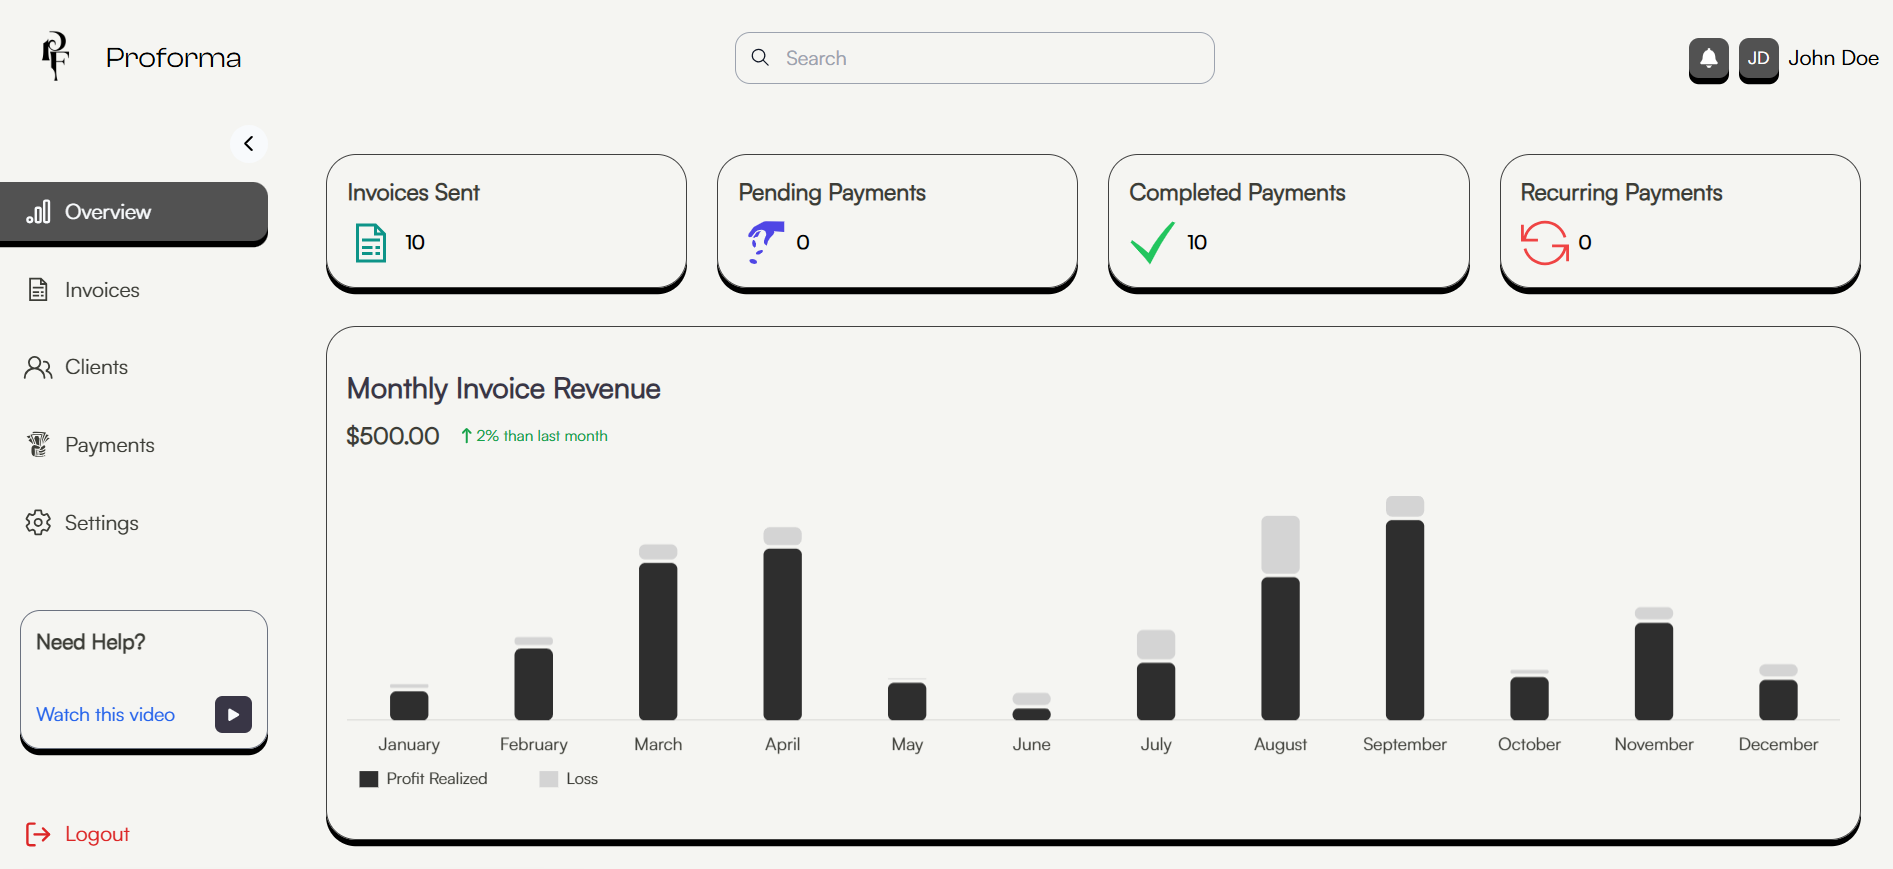 PF Proforma
Search
JD John Doe
Overview
Invoices
Clients
Payments
Settings
Need Help?
Watch this video
Logout
Invoices Sent
10
Pending Payments
0
Completed Payments
10
Recurring Payments
0
Monthly Invoice Revenue
$500.00 ↑ 2% than last month
January February March April May June July August September October November December
Profit Realized Loss